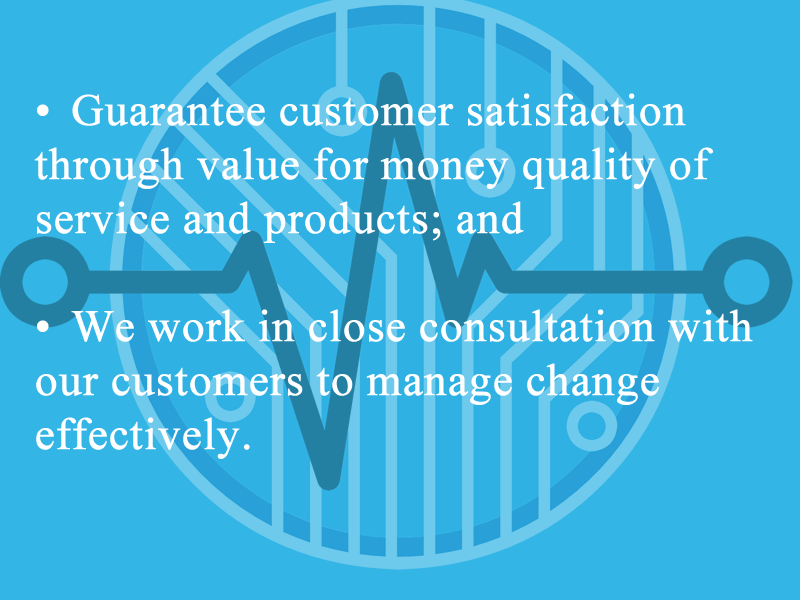 • Guarantee customer satisfaction
through value for money quality of
service and products; and
• We work in close consultation with
our customers to manage change
effectively.